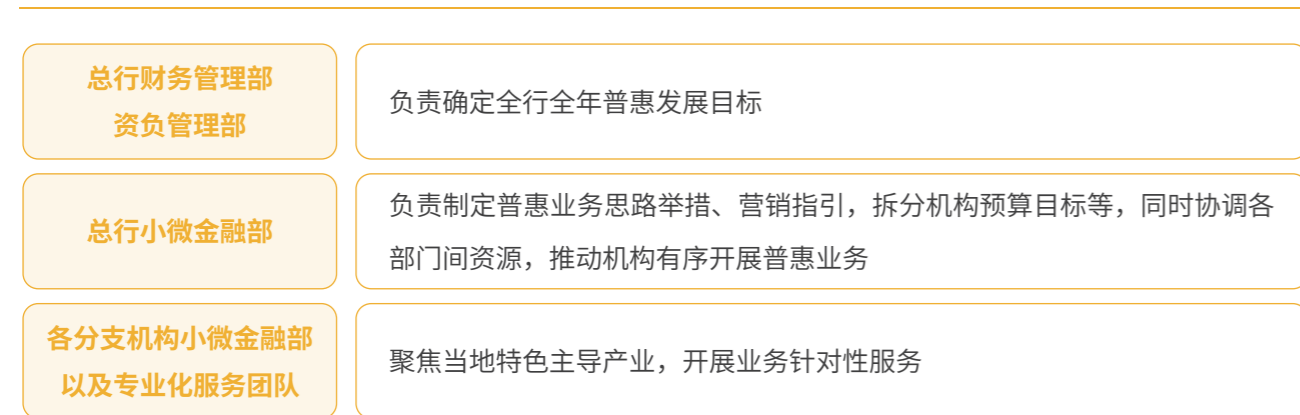 总行财务管理部
资负管理部
负责确定全行全年普惠发展目标
总行小微金融部
负责制定普惠业务思路举措、营销指引，拆分机构预算目标等，同时协调各
部门间资源，推动机构有序开展普惠业务
各分支机构小微金融部
以及专业化服务团队
聚焦当地特色主导产业，开展业务针对性服务